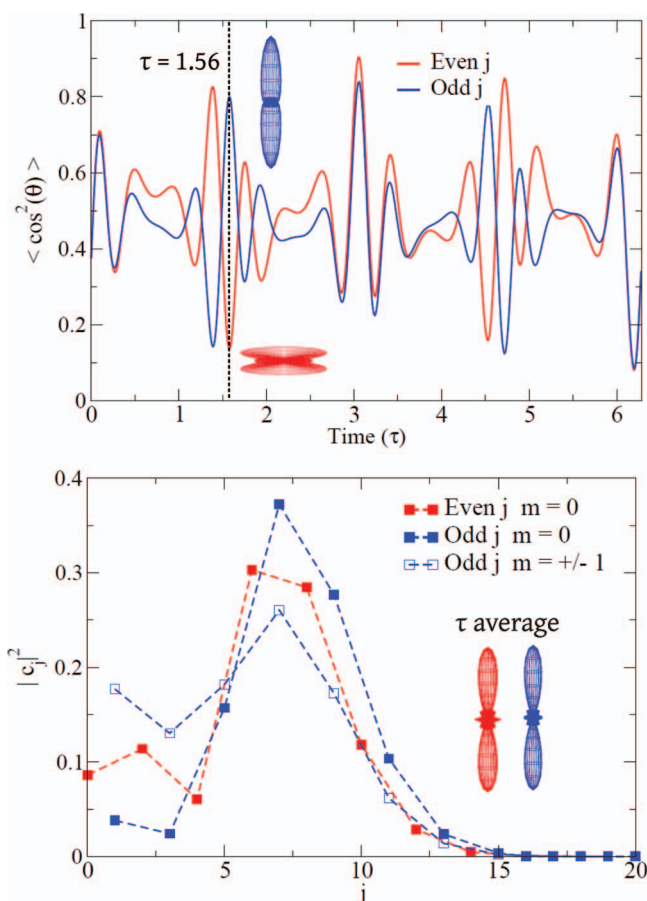 1
0.8
0.6
0.4
0.2
0
< cos²(θ) >
τ = 1.56
Even j
Odd j
0 1 2 3 4 5 6
Time (τ)
0.4
0.3
0.2
0.1
0
| cⱼ|²
Even j m = 0
Odd j m = 0
Odd j m = +/- 1
τ average
0 5 10 15 20
j